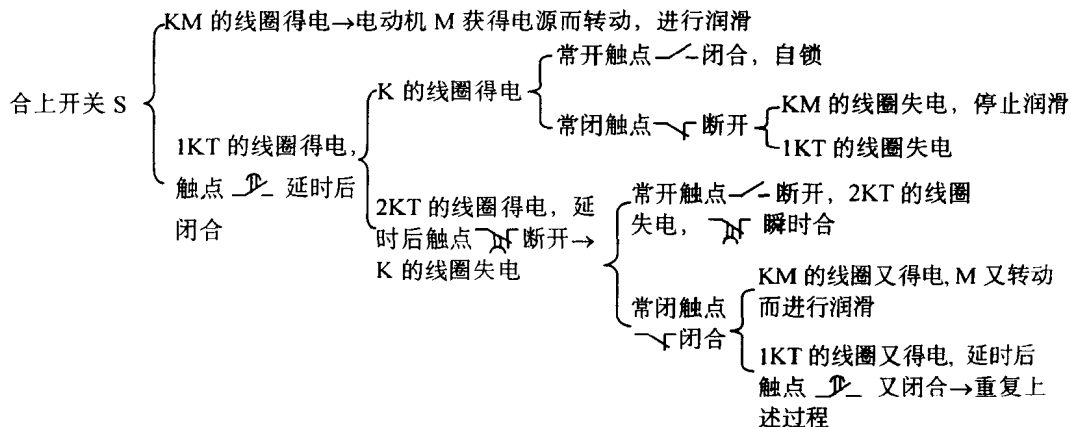 KM 的线圈得电→电动机 M 获得电源而转动，进行润滑
合上开关 S
1KT 的线圈得电，
触点 延时后
闭合
K 的线圈得电
常开触点 闭合，自锁
常闭触点 断开
KM 的线圈失电，停止润滑
1KT 的线圈失电
2KT 的线圈得电，延
时后触点 断开→
K 的线圈失电
常开触点 断开，2KT 的线圈
失电， 瞬时合
常闭触点
闭合
KM 的线圈又得电, M 又转动
而进行润滑
1KT 的线圈又得电, 延时后
触点 又闭合→重复上
述过程